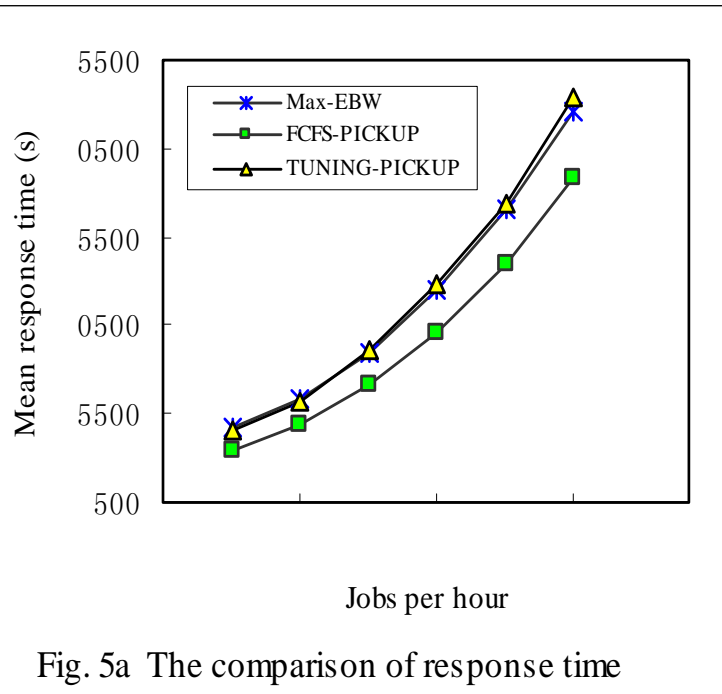 5500
Max-EBW
FCFS-PICKUP
0500
TUNING-PICKUP
5500
0500
5500
500
Mean response time (s)
Jobs per hour
Fig. 5a The comparison of response time